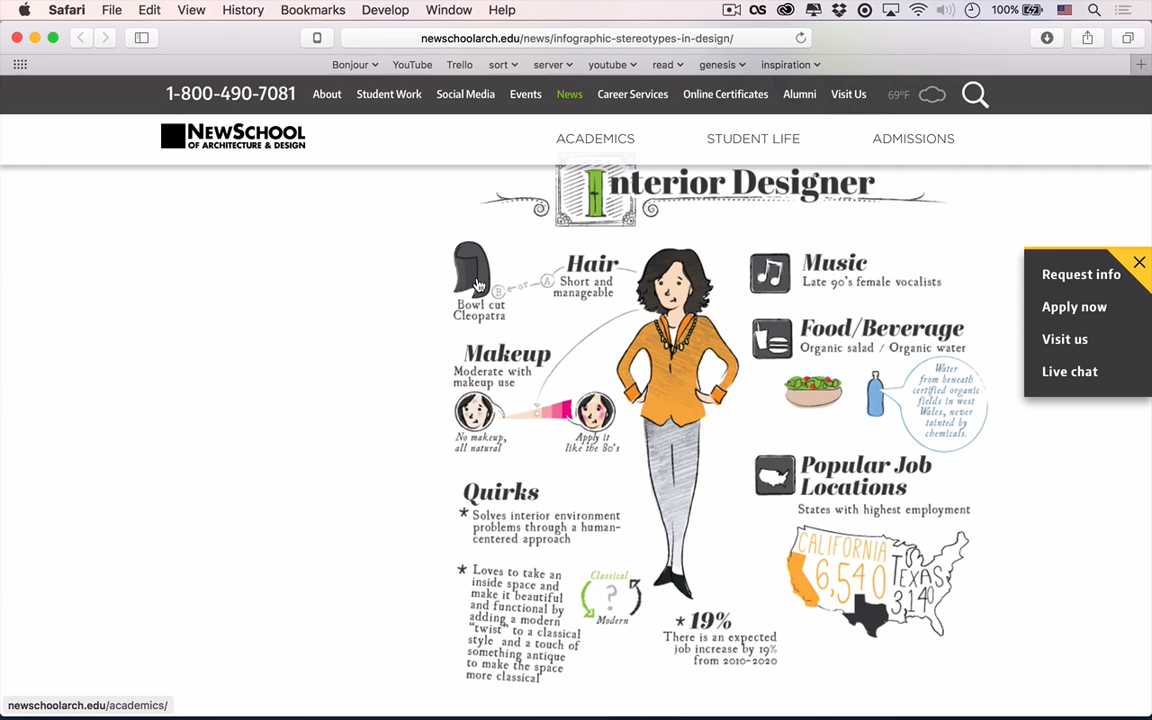 Safari File Edit View History Bookmarks Develop Window Help 100%
newschoolarch.edu/news/infographic-stereotypes-in-design/
Bonjour YouTube Trello sort server youtube read genesis inspiration
1-800-490-7081 About Student Work Social Media Events News Career Services Online Certificates Alumni Visit Us 69°F
NEWSCHOOL
OF ARCHITECTURE & DESIGN
ACADEMICS STUDENT LIFE ADMISSIONS
Interior Designer
Hair
Short and
manageable
A
or
B
Bowl cut
Cleopatra
Makeup
Moderate with
makeup use
No makeup,
all natural
Apply it
like the 80's
Quirks
* Solves interior environment
problems through a human-
centered approach
* Loves to take an
inside space and
make it beautiful
and functional by
adding a modern
"twist" to a classical
style and a touch of
something antique
to make the space
more classical
Classical
?
Modern
* 19%
There is an expected
job increase by 19%
from 2010-2020
Music
Late 90's female vocalists
Food/Beverage
Organic salad / Organic water
Water
from beneath
certified organic
fields in west
Wales, never
tainted by
chemicals.
Popular Job
Locations
States with highest employment
CALIFORNIA
6,540
TEXAS
3,140
Request info
Apply now
Visit us
Live chat
newschoolarch.edu/academics/